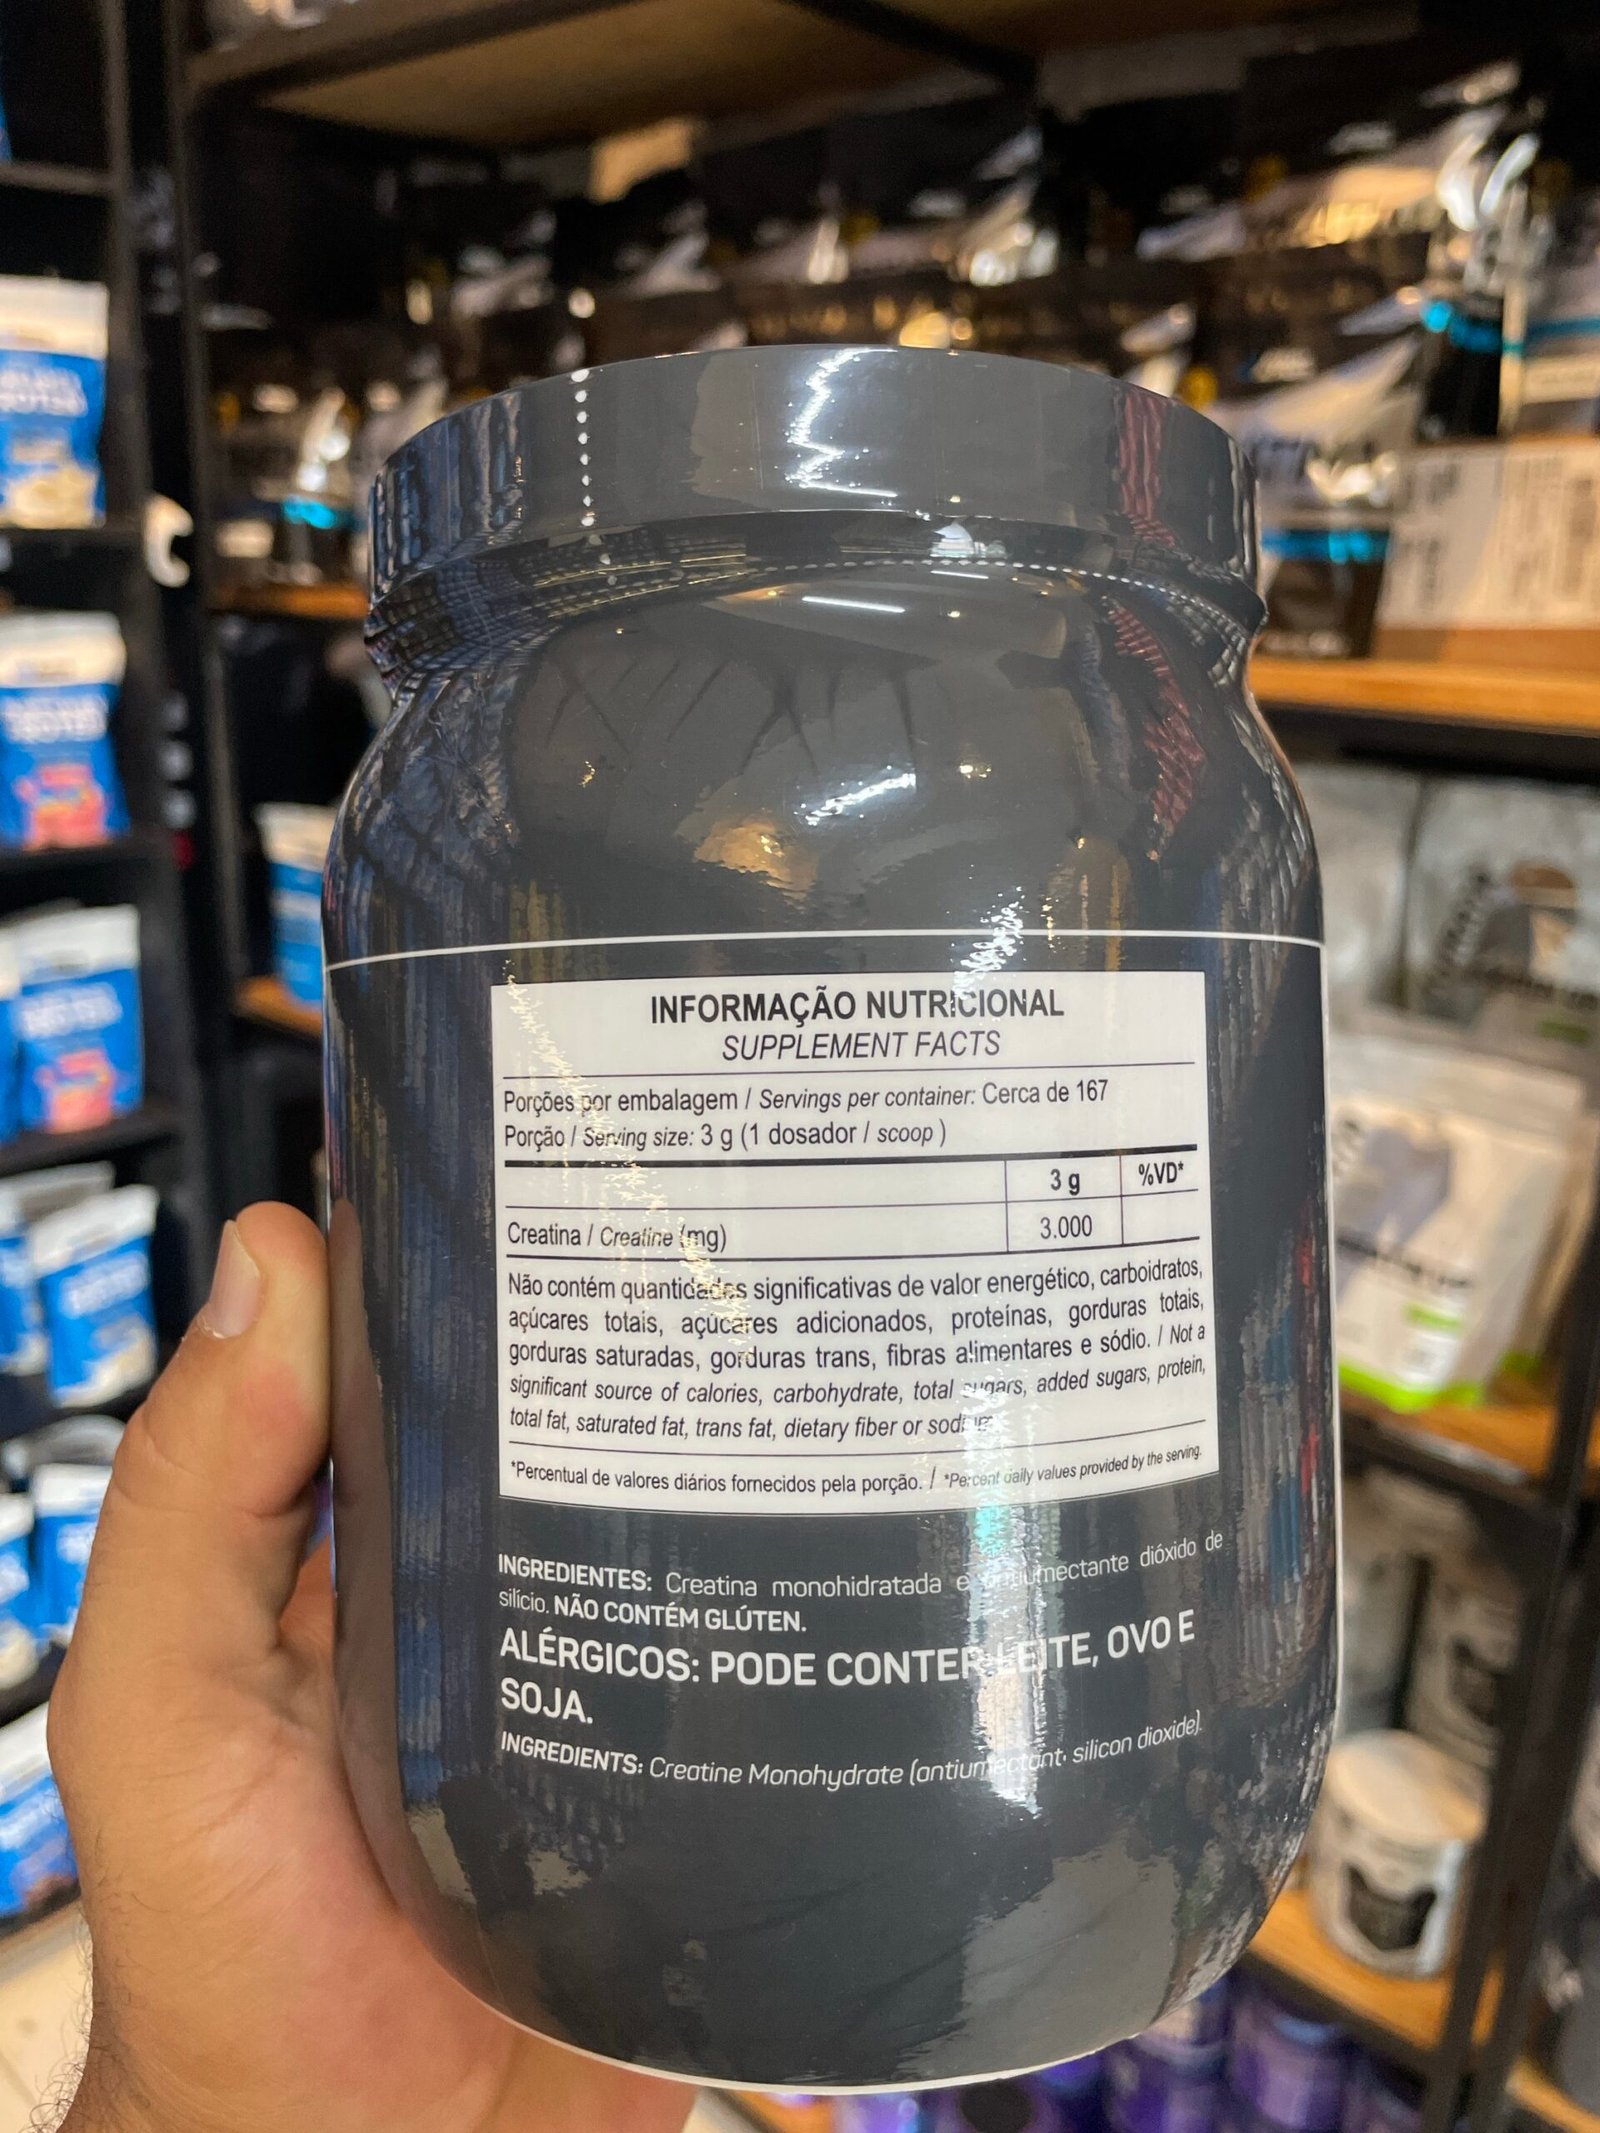 INFORMAÇÃO NUTRICIONAL
SUPPLEMENT FACTS
Porções por embalagem / Servings per container: Cerca de 167
Porção / Serving size: 3 g (1 dosador / scoop )
3 g %VD*
Creatina / Creatine (mg) 3.000
Não contém quantidades significativas de valor energético, carboidratos,
açúcares totais, açúcares adicionados, proteínas, gorduras totais,
gorduras saturadas, gorduras trans, fibras alimentares e sódio. / Not a
significant source of calories, carbohydrate, total sugars, added sugars, protein,
total fat, saturated fat, trans fat, dietary fiber or sodium
*Percentual de valores diários fornecidos pela porção. / *Percent daily values provided by the serving.
INGREDIENTES: Creatina monohidratada e antiumectante dióxido de
silício. NÃO CONTÉM GLÚTEN.
ALÉRGICOS: PODE CONTER LEITE, OVO E
SOJA.
INGREDIENTS: Creatine Monohydrate (antiumectant: silicon dioxide).